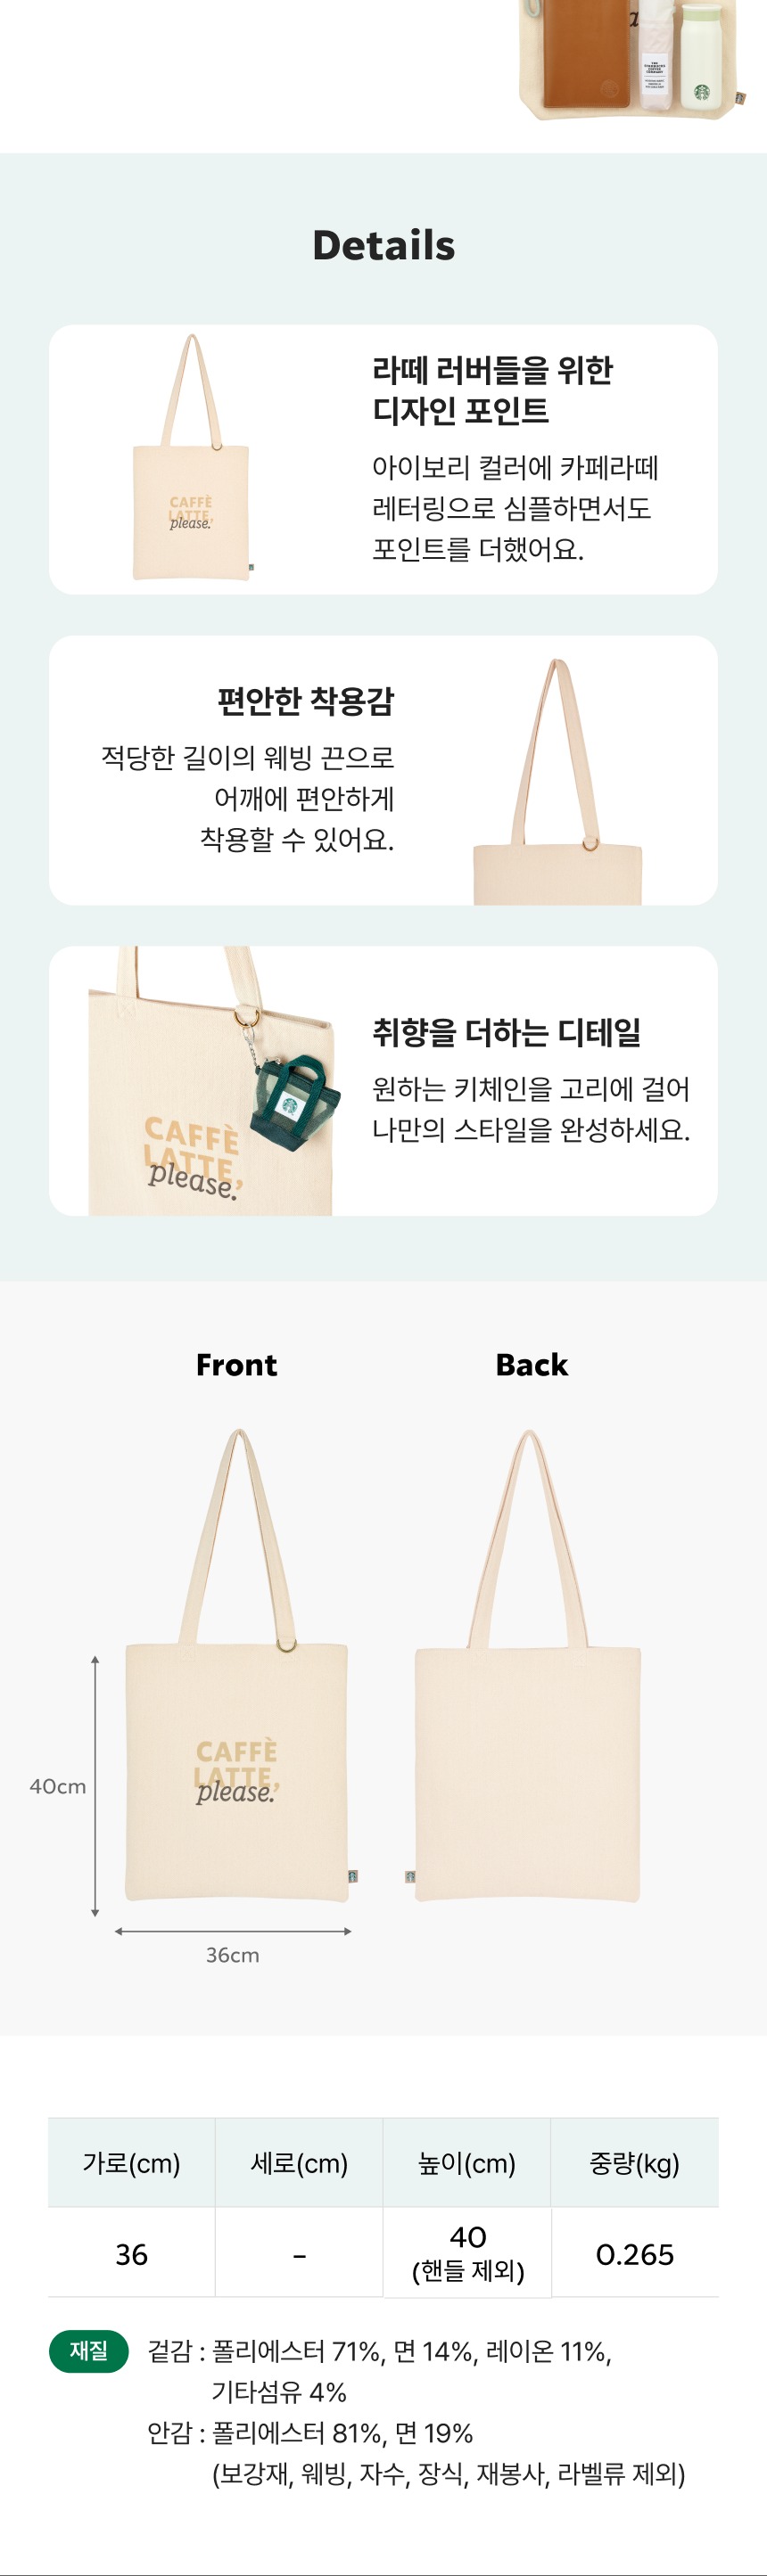 Details
라떼 러버들을 위한
디자인 포인트
아이보리 컬러에 카페라떼
레터링으로 심플하면서도
포인트를 더했어요.
CAFFÈ
LATTE,
please.
편안한 착용감
적당한 길이의 웨빙 끈으로
어깨에 편안하게
착용할 수 있어요.
취향을 더하는 디테일
원하는 키체인을 고리에 걸어
나만의 스타일을 완성하세요.
CAFFÈ
LATTE,
please.
Front
Back
CAFFÈ
LATTE,
please.
40cm
36cm
가로(cm) 세로(cm) 높이(cm) 중량(kg)
36 - 40 0.265
(핸들 제외)
재질 겉감 : 폴리에스터 71%, 면 14%, 레이온 11%,
기타섬유 4%
안감 : 폴리에스터 81%, 면 19%
(보강재, 웨빙, 자수, 장식, 재봉사, 라벨류 제외)